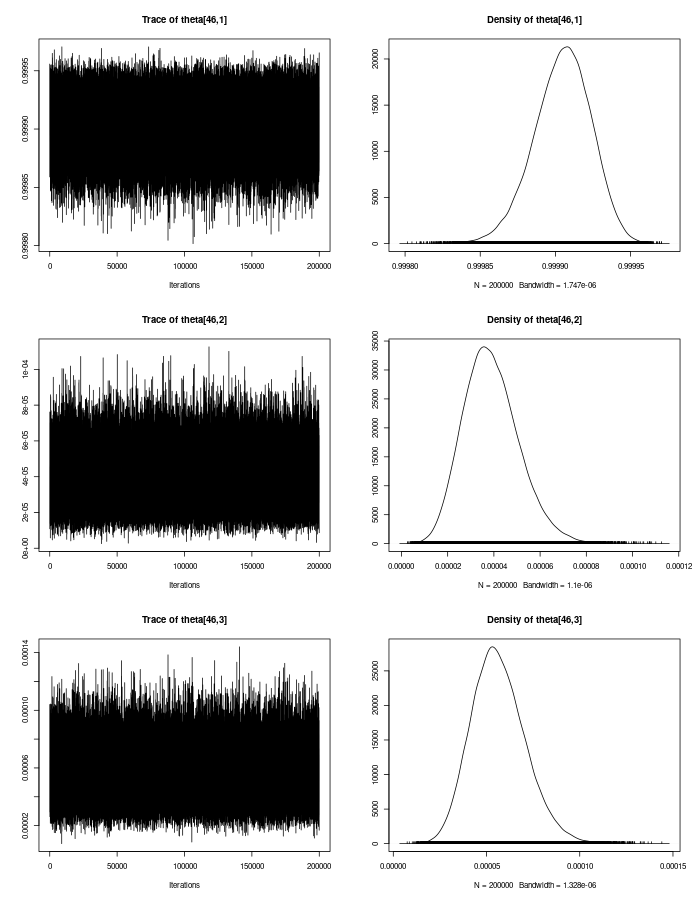 Trace of theta[46,1]
0.99980 0.99985 0.99990 0.99995
0 50000 100000 150000 200000
Iterations
Density of theta[46,1]
0 5000 10000 15000 20000
0.99980 0.99985 0.99990 0.99995
N = 200000 Bandwidth = 1.747e-06
Trace of theta[46,2]
0e+00 2e-05 4e-05 6e-05 8e-05 1e-04
0 50000 100000 150000 200000
Iterations
Density of theta[46,2]
0 5000 10000 15000 20000 25000 30000 35000
0.00000 0.00002 0.00004 0.00006 0.00008 0.00010 0.00012
N = 200000 Bandwidth = 1.1e-06
Trace of theta[46,3]
0.00002 0.00006 0.00010 0.00014
0 50000 100000 150000 200000
Iterations
Density of theta[46,3]
0 5000 10000 15000 20000 25000
0.00000 0.00005 0.00010 0.00015
N = 200000 Bandwidth = 1.328e-06